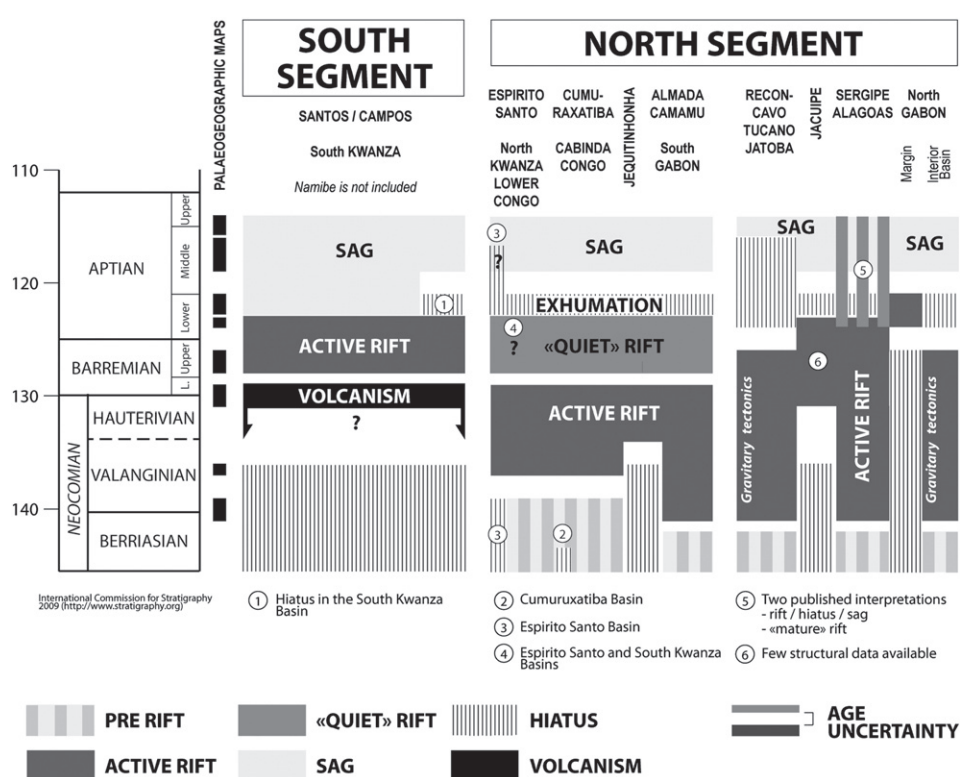 PALAEOGEOGRAPHIC MAPS
SOUTH
SEGMENT
SANTOS / CAMPOS
South KWANZA
Namibe is not included
NORTH SEGMENT
ESPIRITO
SANTO
North
KWANZA
LOWER
CONGO
CUMU-
RAXATIBA
CABINDA
CONGO
JEQUITINHONHA
ALMADA
CAMAMU
South
GABON
RECON-
CAVO
TUCANO
JATOBA
JACUIPE
SERGIPE
ALAGOAS
North
GABON
Margin
Interior
Basin
110
120
130
140
APTIAN
Upper
Middle
Lower
BARREMIAN
Upper
L.
NEOCOMIAN
HAUTERIVIAN
VALANGINIAN
BERRIASIAN
SAG
1
ACTIVE RIFT
VOLCANISM
?
3
?
SAG
EXHUMATION
4
?
«QUIET» RIFT
ACTIVE RIFT
3
2
SAG
SAG
5
6
Gravitary tectonics
ACTIVE RIFT
Gravitary tectonics
International Commission for Stratigraphy
2009 (http://www.stratigraphy.org)
1 Hiatus in the South Kwanza
Basin
2 Cumuruxatiba Basin
3 Espirito Santo Basin
4 Espirito Santo and South Kwanza
Basins
5 Two published interpretations
- rift / hiatus / sag
- «mature» rift
6 Few structural data available
PRE RIFT
«QUIET» RIFT
HIATUS
AGE
UNCERTAINTY
ACTIVE RIFT
SAG
VOLCANISM